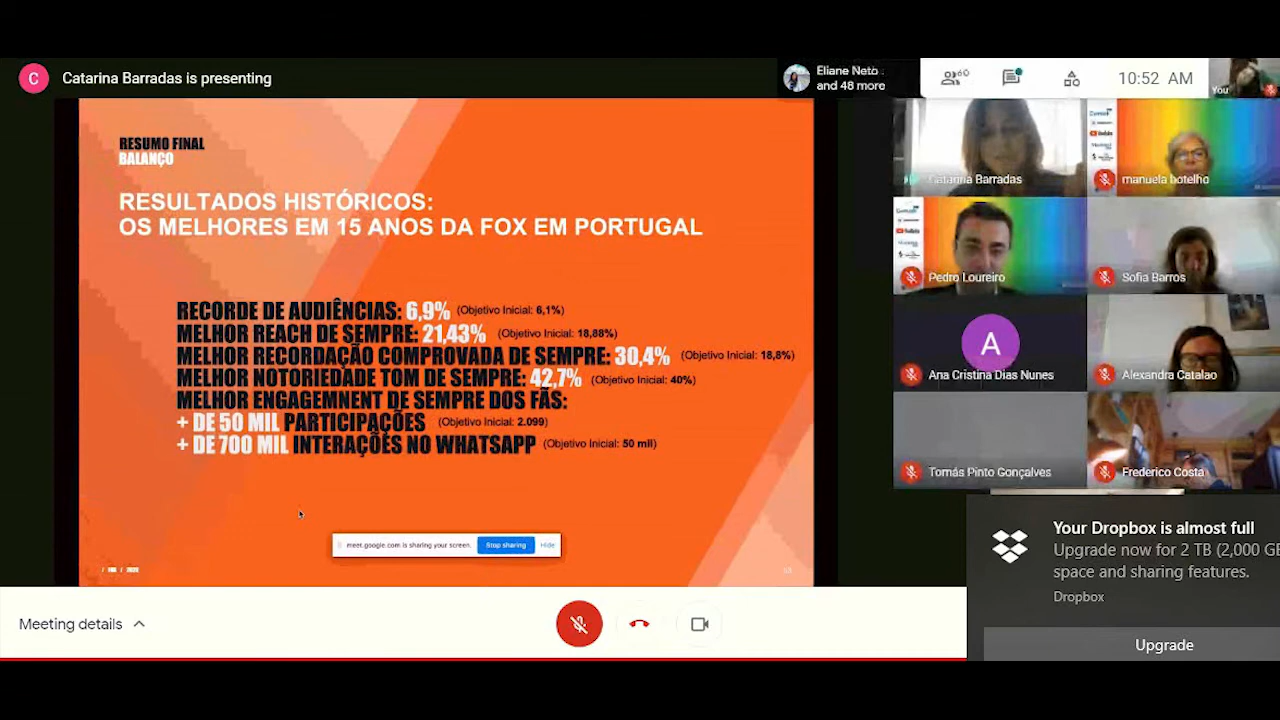 C
Catarina Barradas is presenting
Eliane Neto
and 48 more
60
10:52 AM
You
RESUMO FINAL
BALANÇO
RESULTADOS HISTÓRICOS:
OS MELHORES EM 15 ANOS DA FOX EM PORTUGAL
RECORDE DE AUDIÊNCIAS: 6,9% (Objetivo Inicial: 6,1%)
MELHOR REACH DE SEMPRE: 21,43% (Objetivo Inicial: 18,88%)
MELHOR RECORDAÇÃO COMPROVADA DE SEMPRE: 30,4% (Objetivo Inicial: 18,8%)
MELHOR NOTORIEDADE TOM DE SEMPRE: 42,7% (Objetivo Inicial: 40%)
MELHOR ENGAGEMNENT DE SEMPRE DOS FÃS:
+ DE 50 MIL PARTICIPAÇÕES (Objetivo Inicial: 2.099)
+ DE 700 MIL INTERAÇÕES NO WHATSAPP (Objetivo Inicial: 50 mil)
meet.google.com is sharing your screen. Stop sharing Hide
Catarina Barradas
manuela botelho
Pedro Loureiro
Sofia Barros
A
Ana Cristina Dias Nunes
Alexandra Catalao
Tomás Pinto Gonçalves
Frederico Costa
Your Dropbox is almost full
Upgrade now for 2 TB (2,000 GB
space and sharing features.
Dropbox
Upgrade
Meeting details